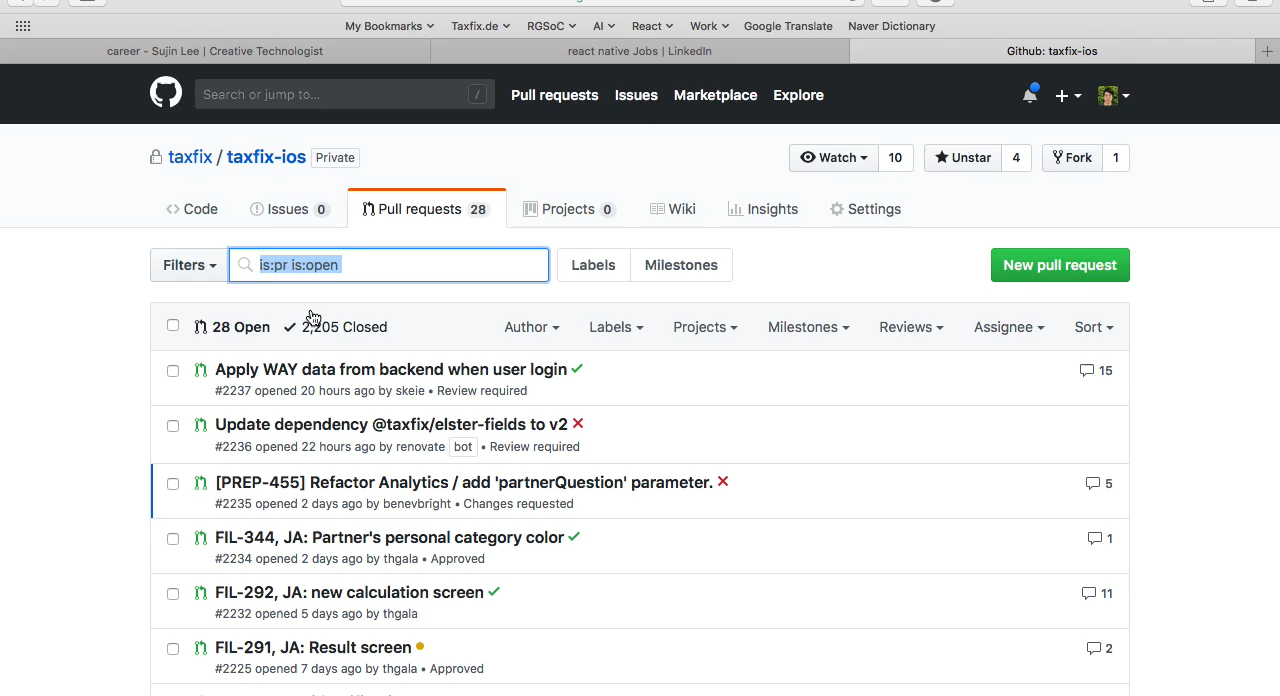 My Bookmarks Taxfix.de RGSoC AI React Work Google Translate Naver Dictionary
career - Sujin Lee | Creative Technologist react native Jobs | LinkedIn Github: taxfix-ios +
Search or jump to... / Pull requests Issues Marketplace Explore
taxfix / taxfix-ios Private Watch 10 Unstar 4 Fork 1
Code Issues 0 Pull requests 28 Projects 0 Wiki Insights Settings
Filters is:pr is:open Labels Milestones New pull request
28 Open 2,205 Closed Author Labels Projects Milestones Reviews Assignee Sort
Apply WAY data from backend when user login 15
#2237 opened 20 hours ago by skeie • Review required
Update dependency @taxfix/elster-fields to v2
#2236 opened 22 hours ago by renovate bot • Review required
[PREP-455] Refactor Analytics / add 'partnerQuestion' parameter. 5
#2235 opened 2 days ago by benevbright • Changes requested
FIL-344, JA: Partner's personal category color 1
#2234 opened 2 days ago by thgala • Approved
FIL-292, JA: new calculation screen 11
#2232 opened 5 days ago by thgala
FIL-291, JA: Result screen 2
#2225 opened 7 days ago by thgala • Approved